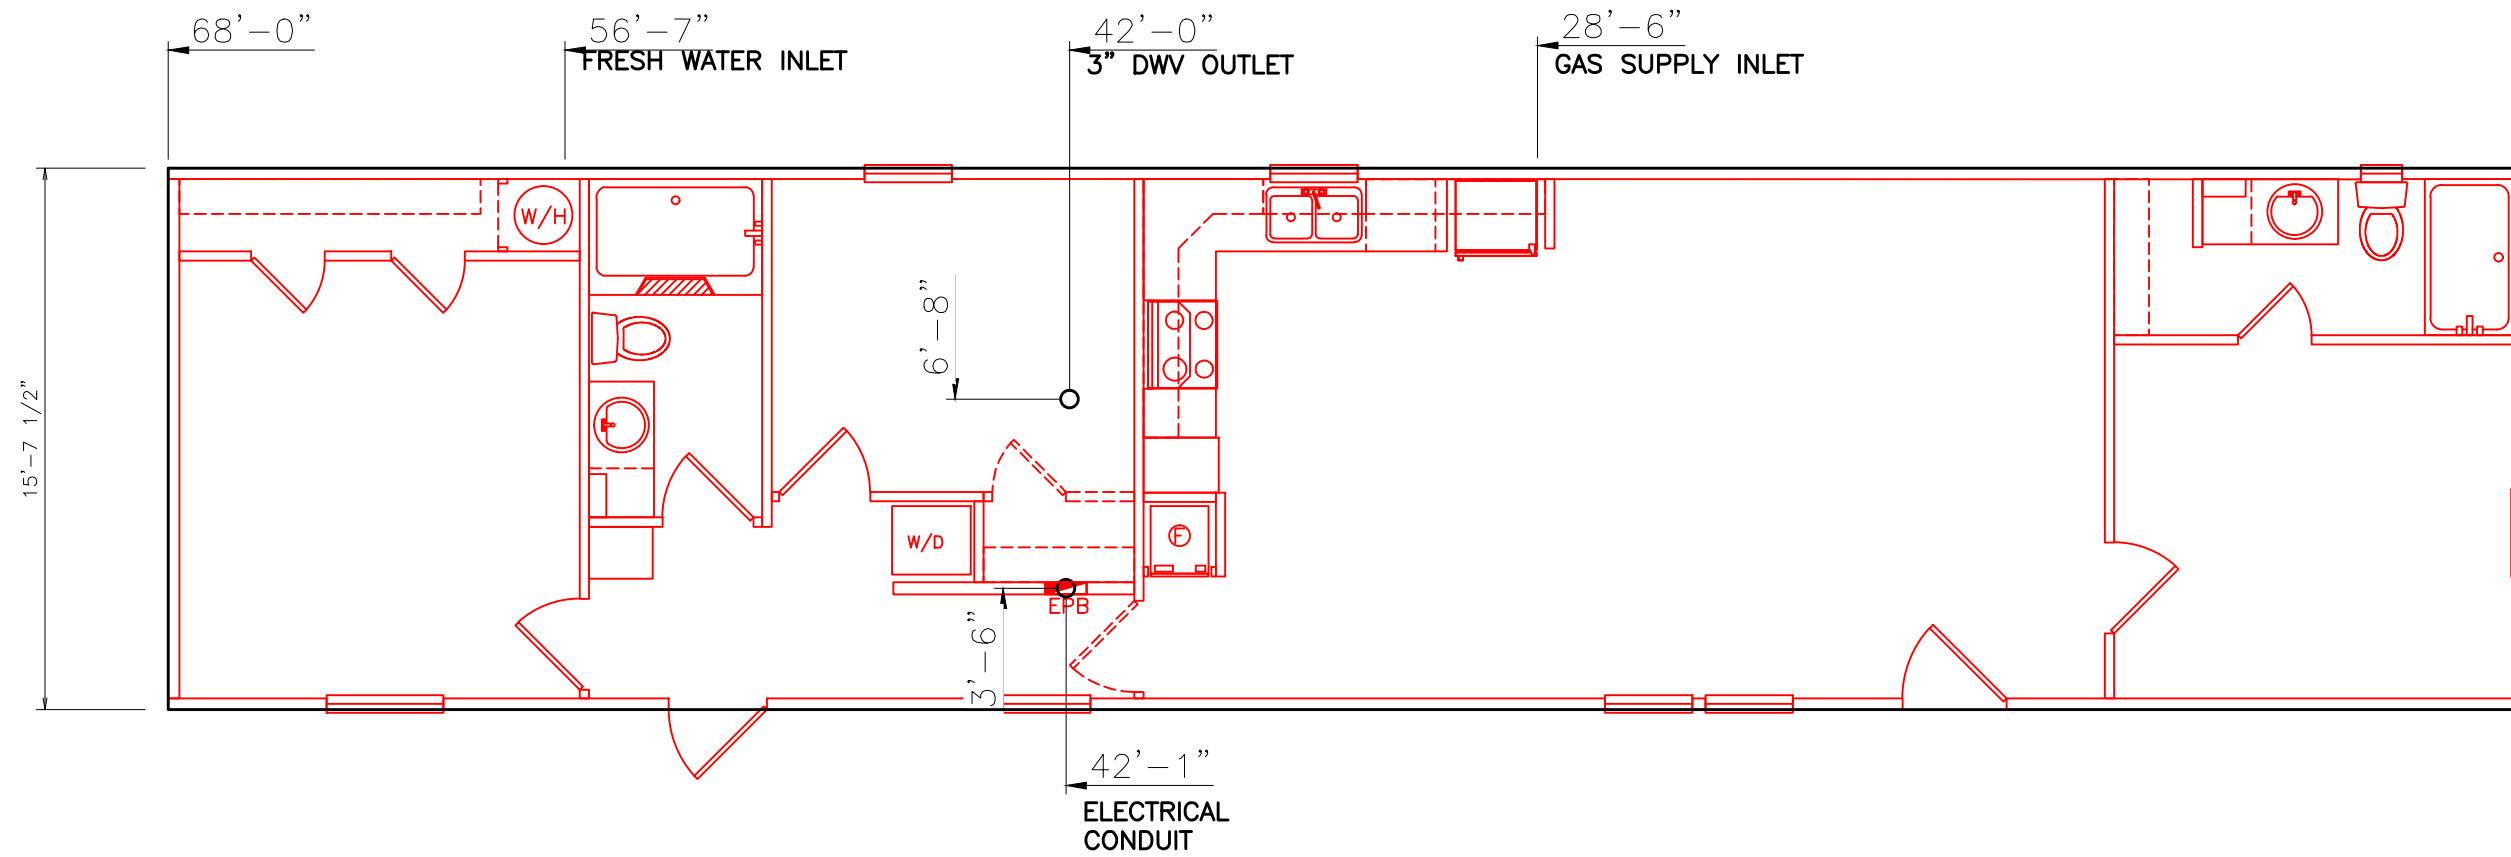 68'-0"
56'-7"
FRESH WATER INLET
42'-0"
3" DWV OUTLET
28'-6"
GAS SUPPLY INLET
W/H
6'-8"
15'-7 1/2"
W/D
F
EPB
3'-6"
42'-1"
ELECTRICAL
CONDUIT